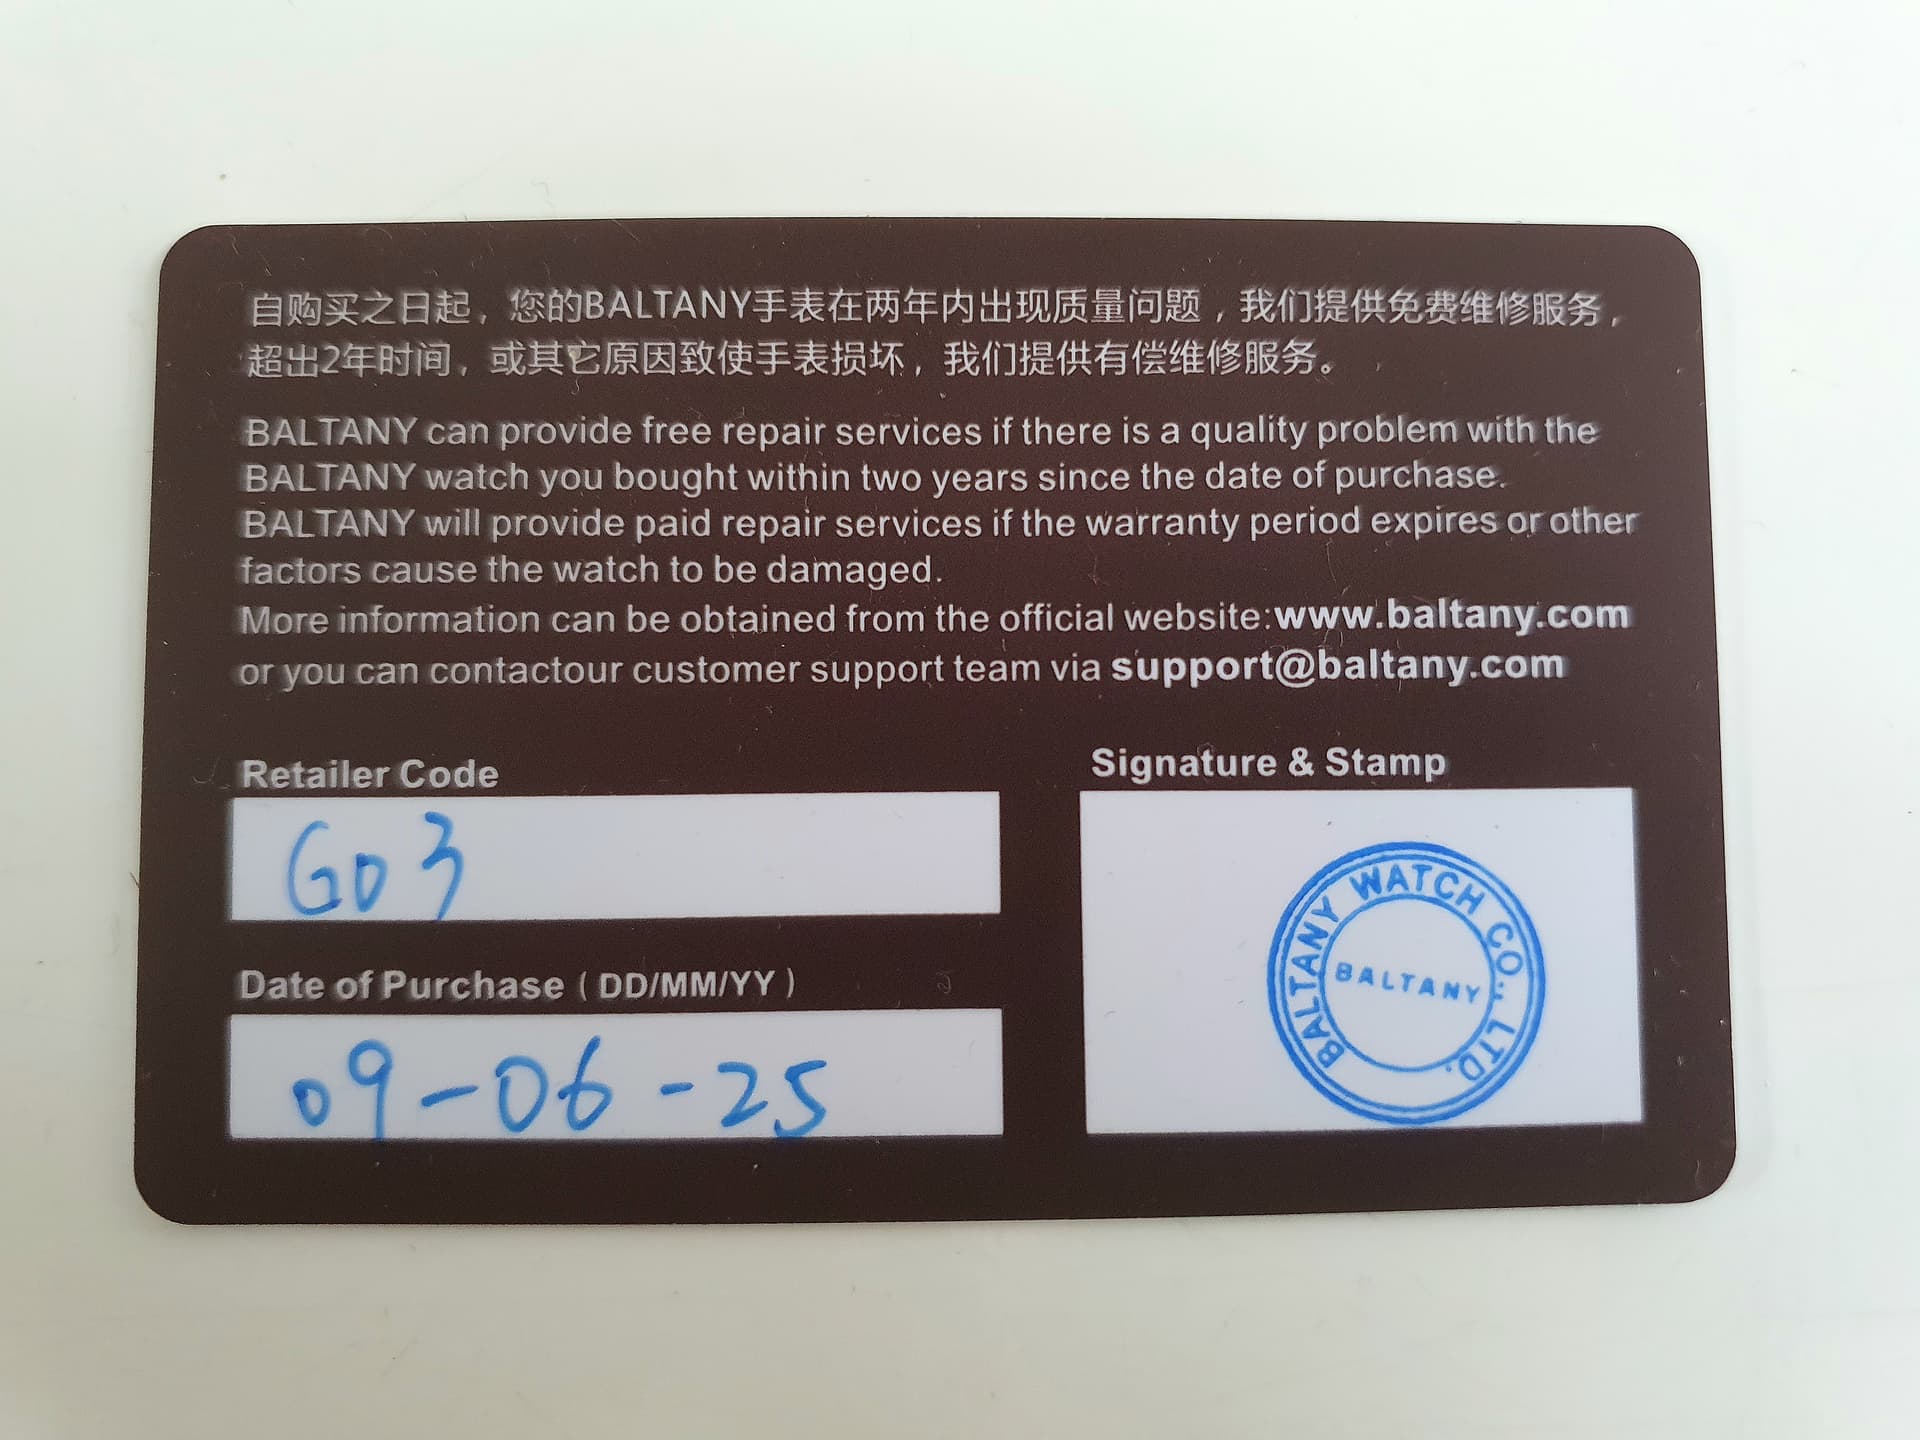 自购买之日起，您的BALTANY手表在两年内出现质量问题，我们提供免费维修服务，
超出2年时间，或其它原因致使手表损坏，我们提供有偿维修服务。
BALTANY can provide free repair services if there is a quality problem with the
BALTANY watch you bought within two years since the date of purchase.
BALTANY will provide paid repair services if the warranty period expires or other
factors cause the watch to be damaged.
More information can be obtained from the official website:www.baltany.com
or you can contactour customer support team via support@baltany.com
Retailer Code
G03
Date of Purchase ( DD/MM/YY )
09-06-25
Signature & Stamp
BALTANY WATCH CO., LTD.
BALTANY